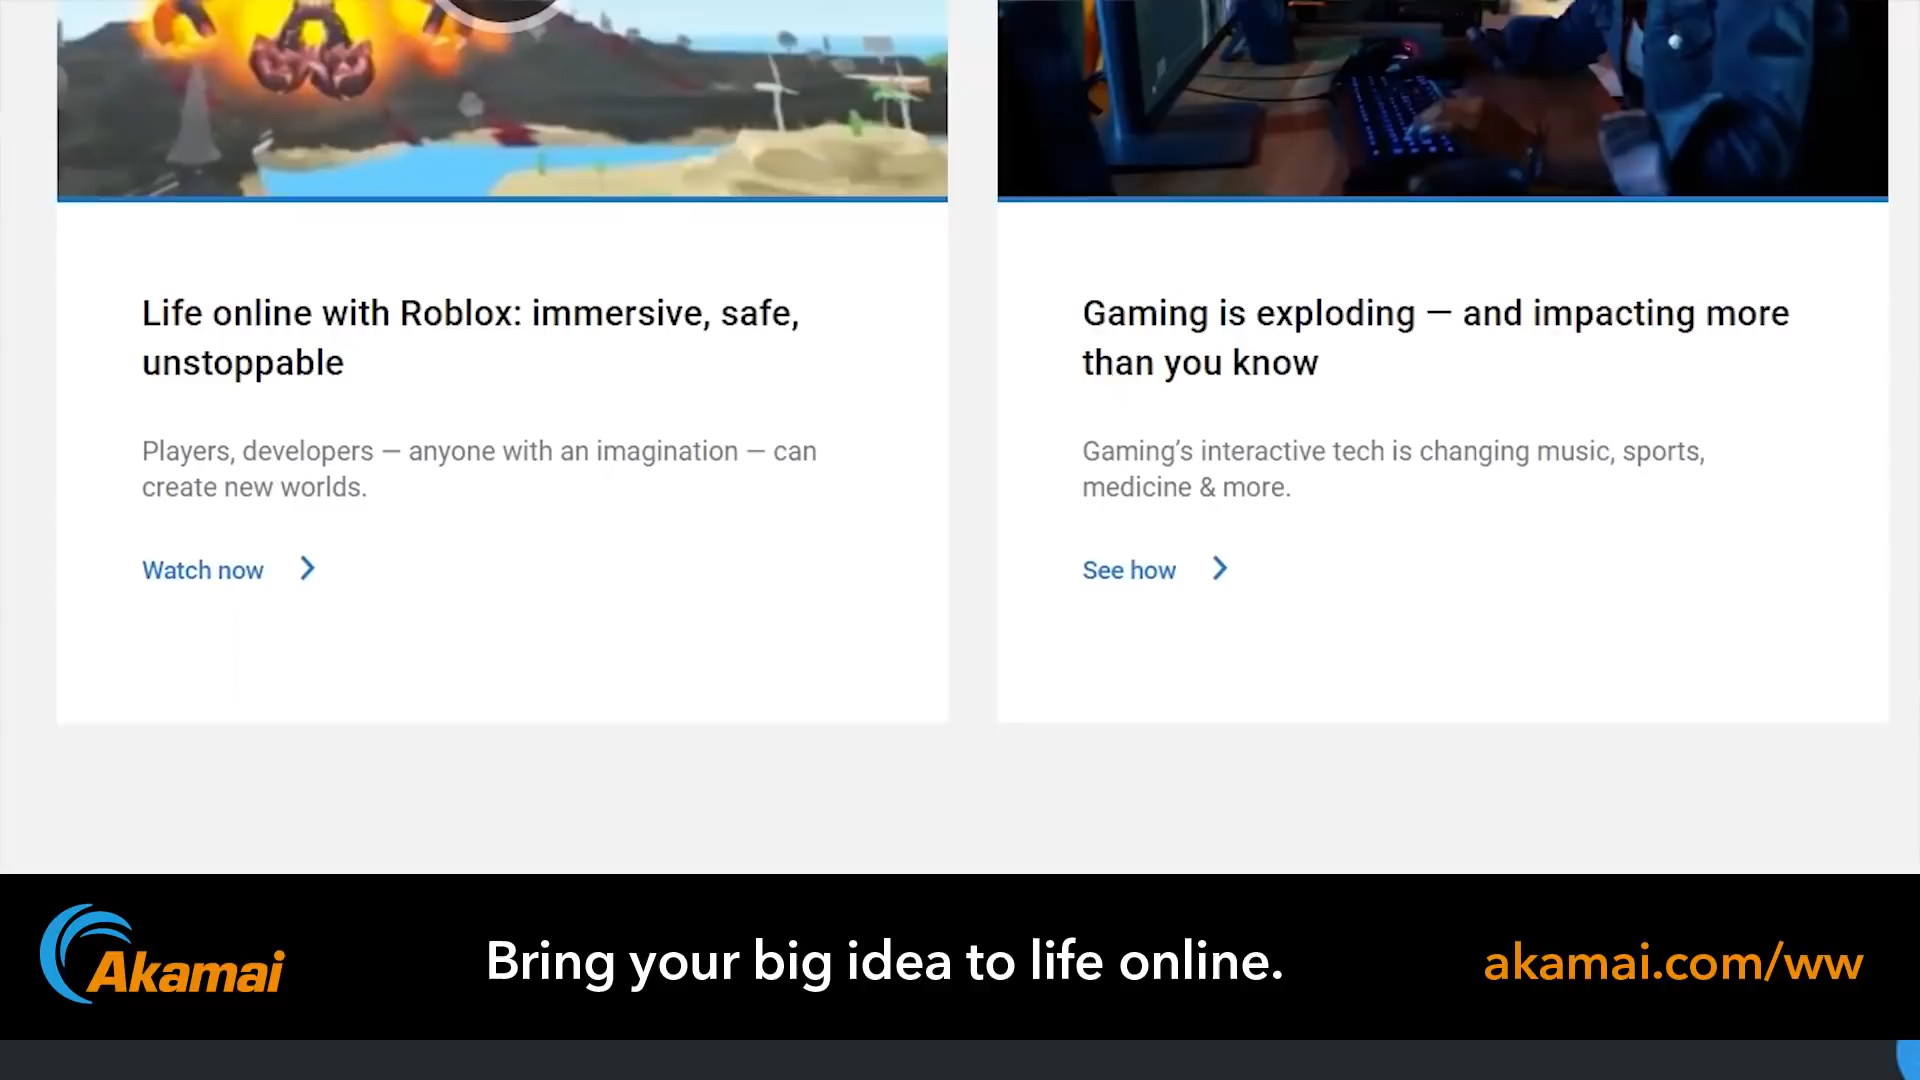 Life online with Roblox: immersive, safe,
unstoppable
Players, developers — anyone with an imagination — can
create new worlds.
Watch now
Gaming is exploding — and impacting more
than you know
Gaming’s interactive tech is changing music, sports,
medicine & more.
See how
Akamai
Bring your big idea to life online.
akamai.com/ww